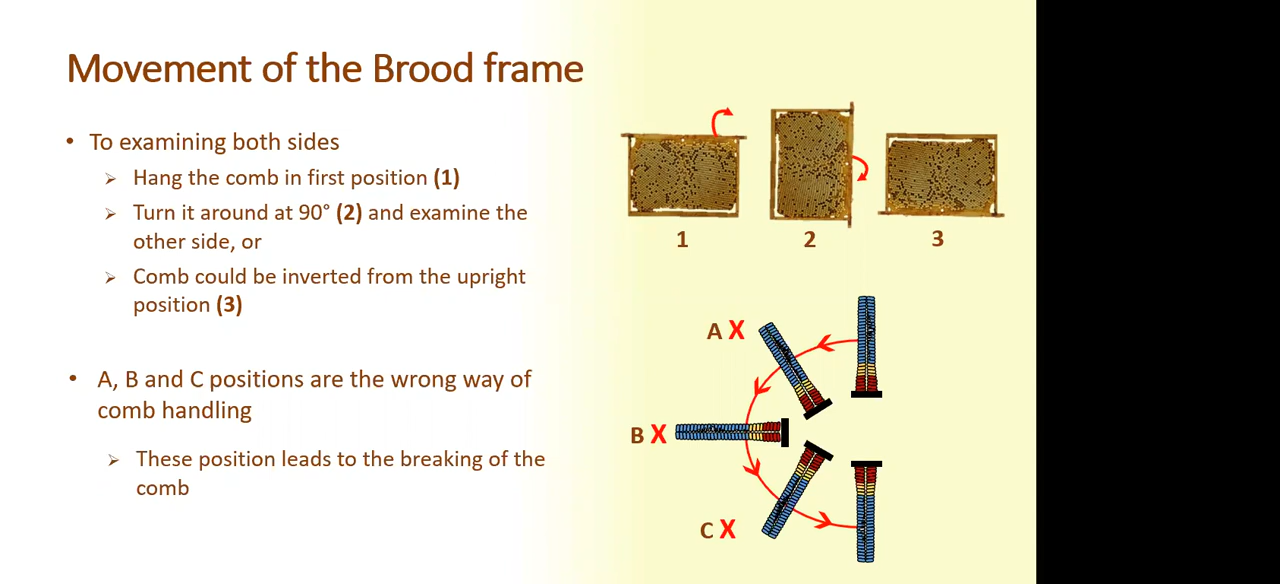 Movement of the Brood frame
• To examining both sides
➢ Hang the comb in first position (1)
➢ Turn it around at 90° (2) and examine the
other side, or
➢ Comb could be inverted from the upright
position (3)
• A, B and C positions are the wrong way of
comb handling
➢ These position leads to the breaking of the
comb
1
2
3
A X
B X
C X